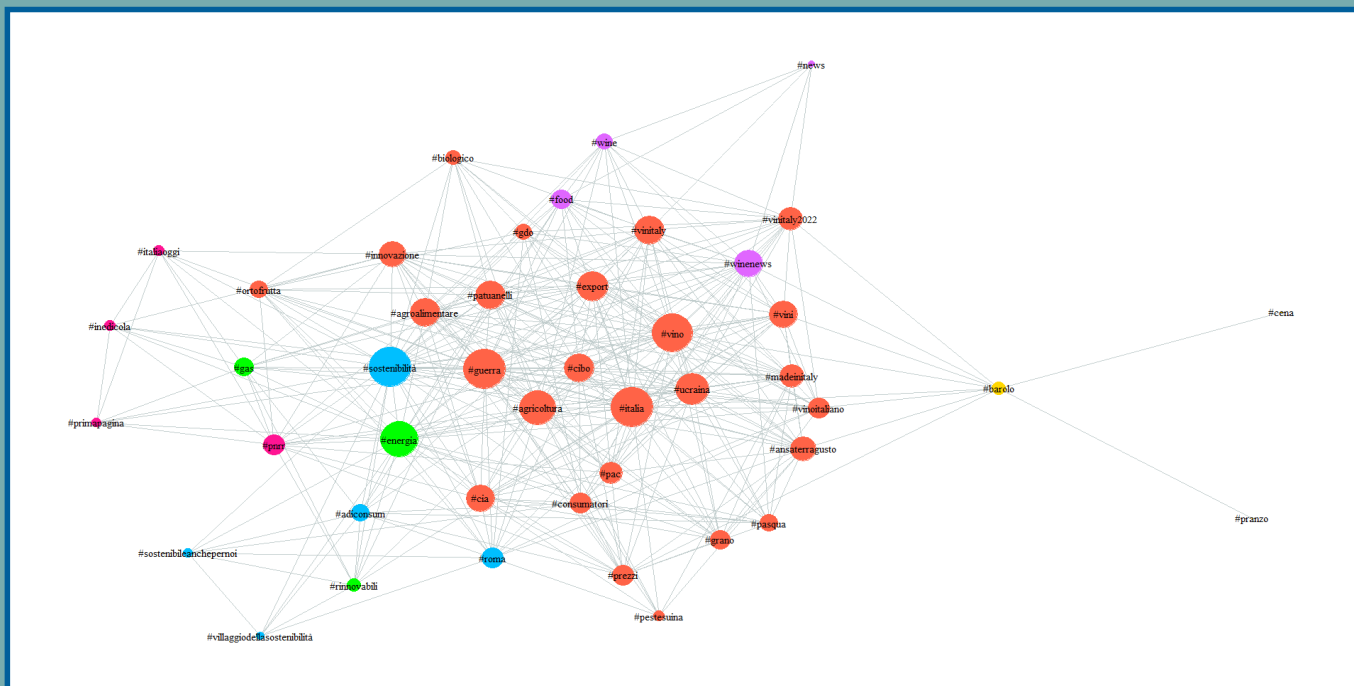 #news
#wine
#biologico
#food
#vinitaly2022
#vinitaly
#gdo
#italiaoggi
#innovazione
#winenews
#ortofrutta
#patuanelli
#export
#agroalimentare
#cena
#vini
#inedicola
#vino
#gas
#sostenibilità
#guerra
#cibo
#madeinitaly
#ucraina
#barolo
#agricoltura
#italia
#vinoitaliano
#primapagina
#energia
#pnrr
#ansaterragusto
#pac
#cia
#consumatori
#adiconsum
#pranzo
#pasqua
#grano
#sostenibileanchepernoi
#roma
#prezzi
#rinnovabili
#pestesuina
#villaggiodellasostenibilità